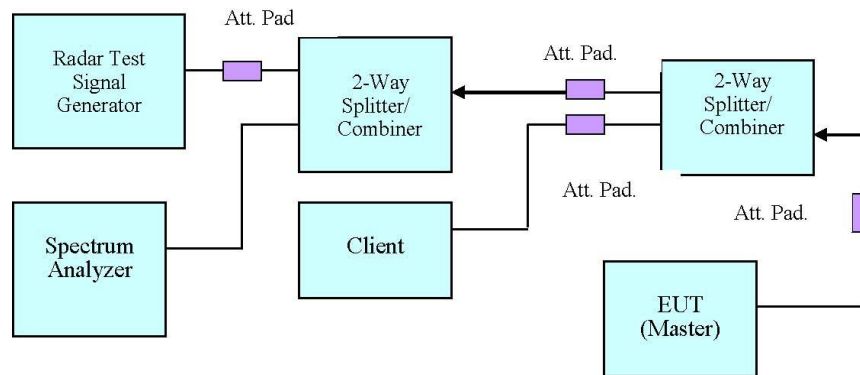 Att. Pad
Radar Test
Signal
Generator
2-Way
Splitter/
Combiner
Att. Pad.
2-Way
Splitter/
Combiner
Att. Pad.
Att. Pad.
Spectrum
Analyzer
Client
EUT
(Master)